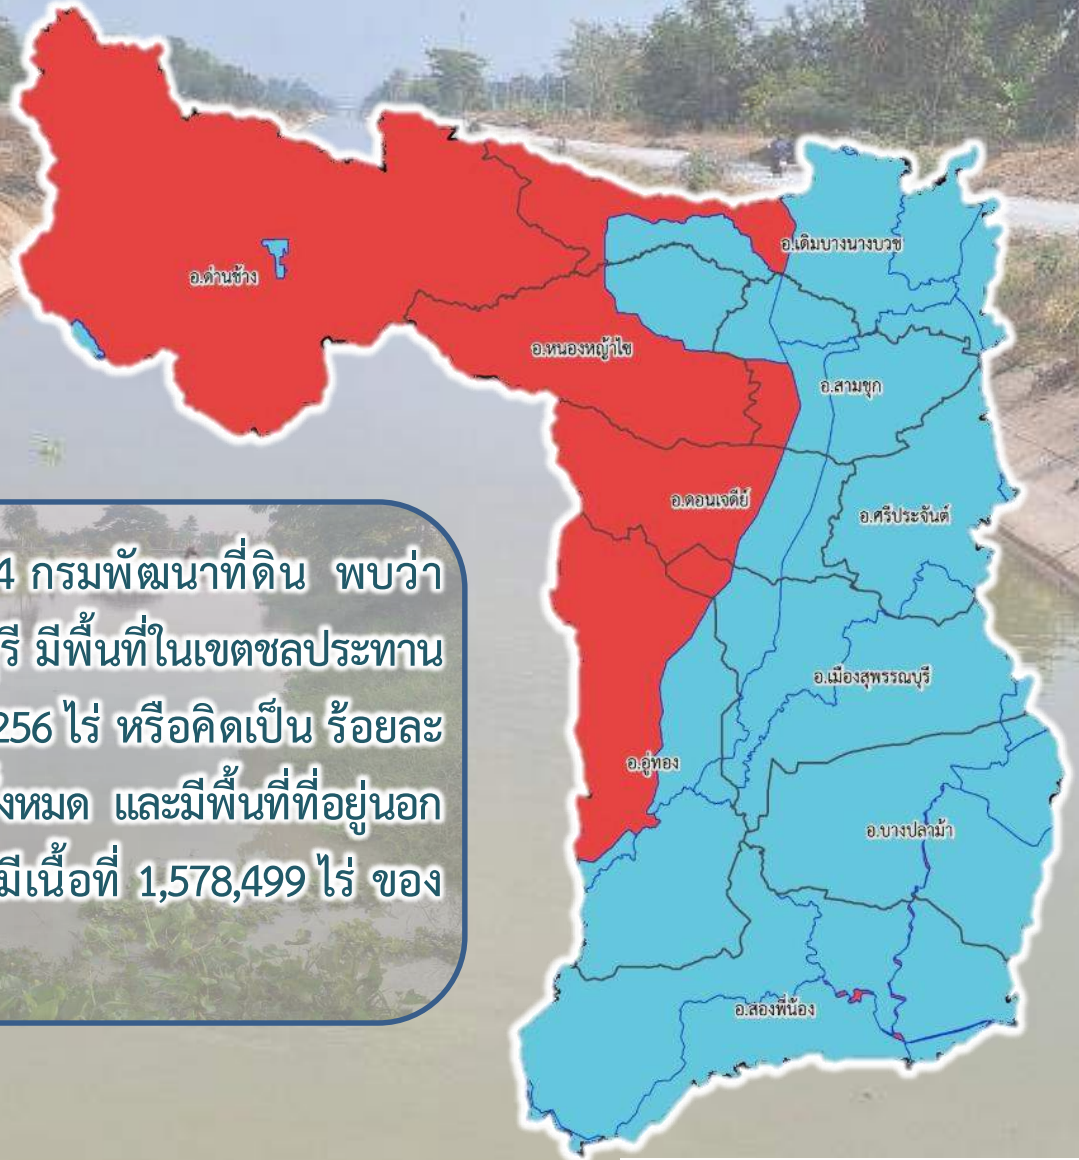 อ.เดิมบางนางบวช
อ.ด่านช้าง
อ.หนองหญ้าไซ
อ.สามชุก
อ.ดอนเจดีย์
อ.ศรีประจันต์
4 กรมพัฒนาที่ดิน พบว่า
รี มีพื้นที่ในเขตชลประทาน
256 ไร่ หรือคิดเป็น ร้อยละ
งหมด และมีพื้นที่ที่อยู่นอก
มีเนื้อที่ 1,578,499 ไร่ ของ
อ.เมืองสุพรรณบุรี
อ.อู่ทอง
อ.บางปลาม้า
อ.สองพี่น้อง